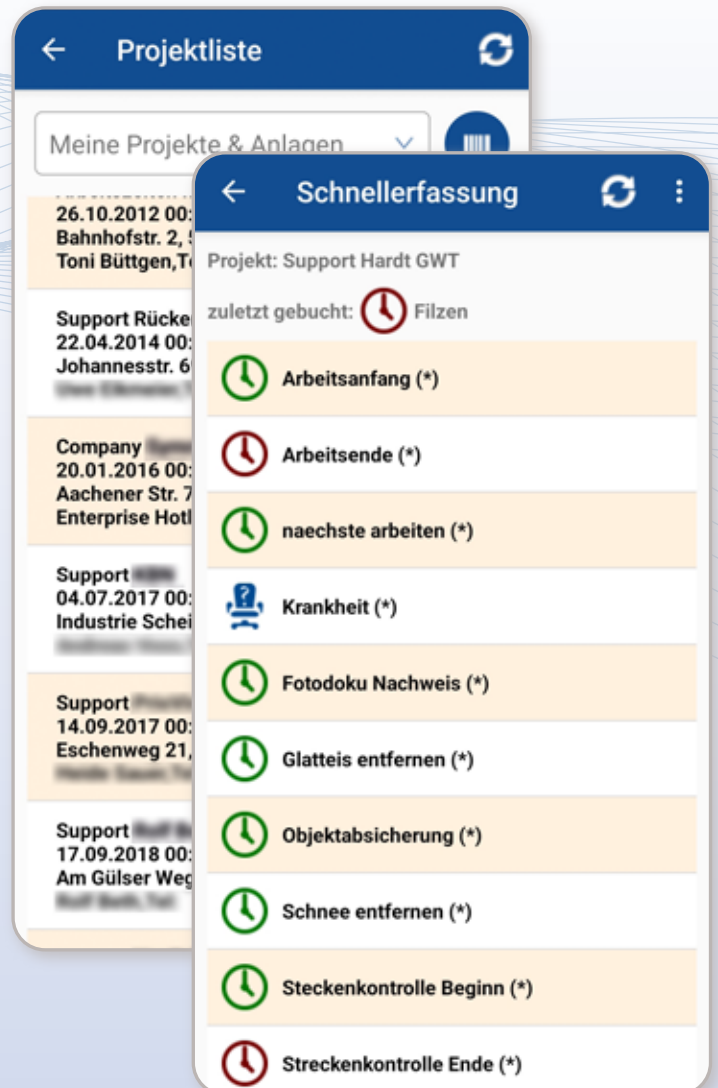 Projektliste
Meine Projekte & Anlagen
26.10.2012 00:
Bahnhofstr. 2,
Toni Büttgen,
Support Rücke
22.04.2014 00:
Johannesstr. 6
Company
20.01.2016 00:
Aachener Str. 7
Enterprise Hotl
Support
04.07.2017 00:
Industrie Schei
Support
14.09.2017 00:
Eschenweg 21,
Support
17.09.2018 00:
Am Gülser Weg
Schnellerfassung
Projekt: Support Hardt GWT
zuletzt gebucht: Filzen
Arbeitsanfang (*)
Arbeitsende (*)
naechste arbeiten (*)
Krankheit (*)
Fotodoku Nachweis (*)
Glatteis entfernen (*)
Objektabsicherung (*)
Schnee entfernen (*)
Steckenkontrolle Beginn (*)
Streckenkontrolle Ende (*)